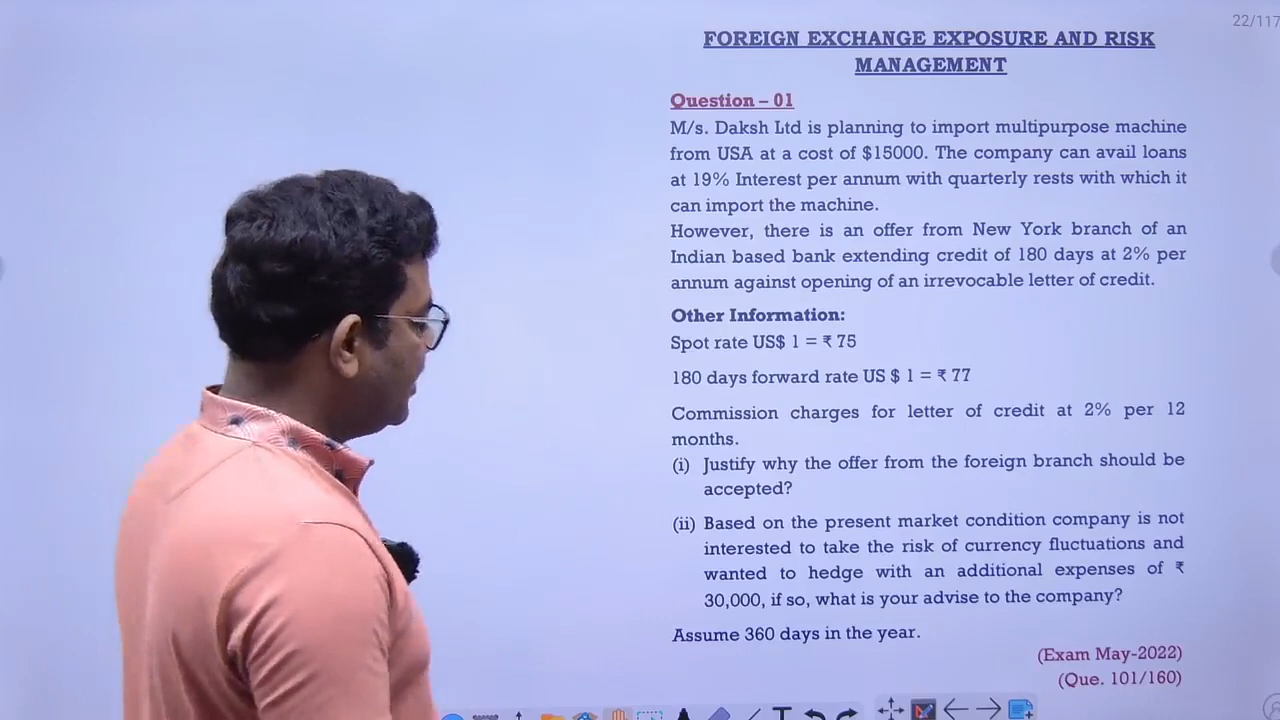 22/117
FOREIGN EXCHANGE EXPOSURE AND RISK
MANAGEMENT
Question – 01
M/s. Daksh Ltd is planning to import multipurpose machine
from USA at a cost of $15000. The company can avail loans
at 19% Interest per annum with quarterly rests with which it
can import the machine.
However, there is an offer from New York branch of an
Indian based bank extending credit of 180 days at 2% per
annum against opening of an irrevocable letter of credit.
Other Information:
Spot rate US$ 1 = ₹ 75
180 days forward rate US $ 1 = ₹ 77
Commission charges for letter of credit at 2% per 12
months.
(i) Justify why the offer from the foreign branch should be
accepted?
(ii) Based on the present market condition company is not
interested to take the risk of currency fluctuations and
wanted to hedge with an additional expenses of ₹
30,000, if so, what is your advise to the company?
Assume 360 days in the year.
(Exam May-2022)
(Que. 101/160)